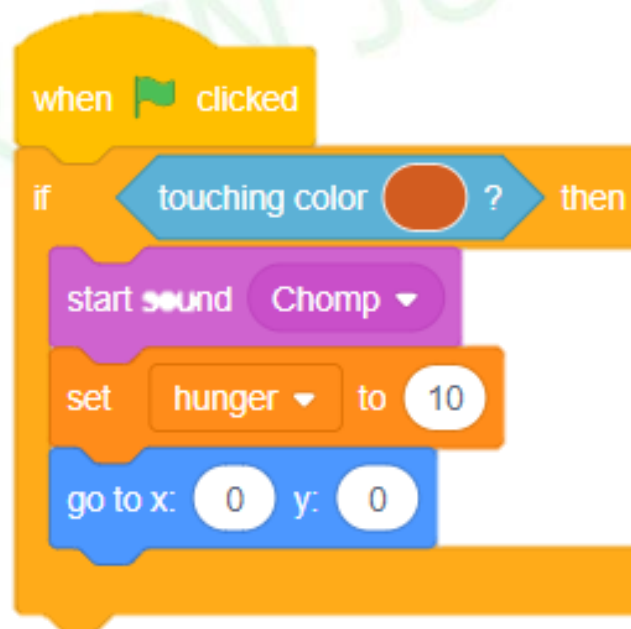 when clicked
if touching color ? then
start sound Chomp
set hunger to 10
go to x: 0 y: 0